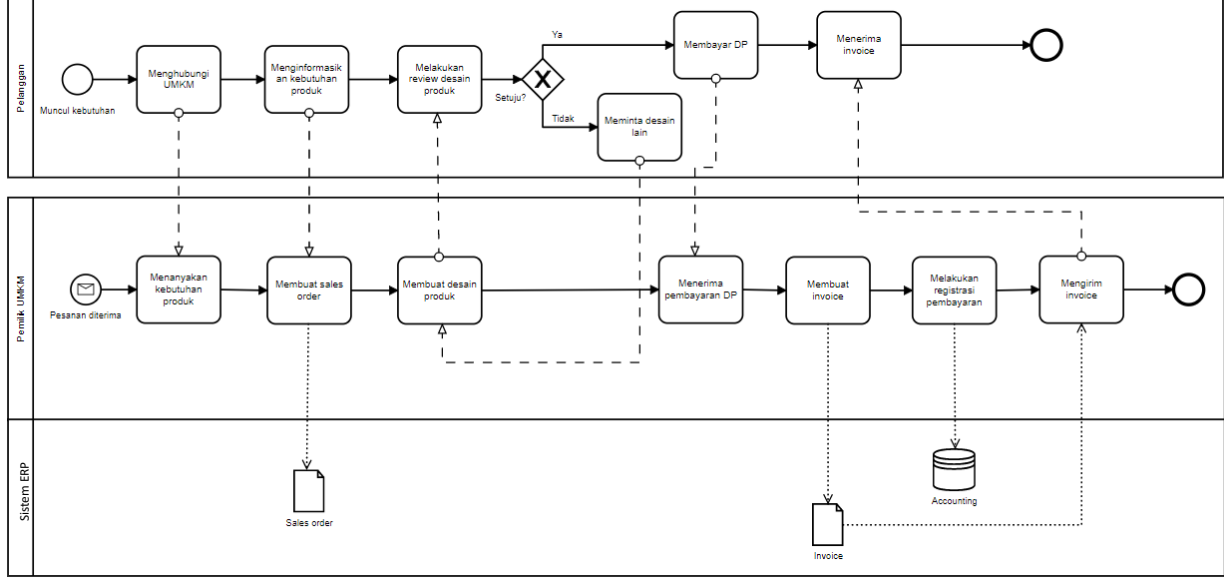 Pelanggan
Muncul kebutuhan
Menghubungi
UMKM
Menginformasik
an kebutuhan
produk
Melakukan
review desain
produk
Setuju?
Ya
Tidak
Meminta desain
lain
Membayar DP
Menerima
invoice
Pemilik UMKM
Pesanan diterima
Menanyakan
kebutuhan
produk
Membuat sales
order
Membuat desain
produk
Menerima
pembayaran DP
Membuat
invoice
Melakukan
registrasi
pembayaran
Mengirim
invoice
Sistem ERP
Sales order
Invoice
Accounting